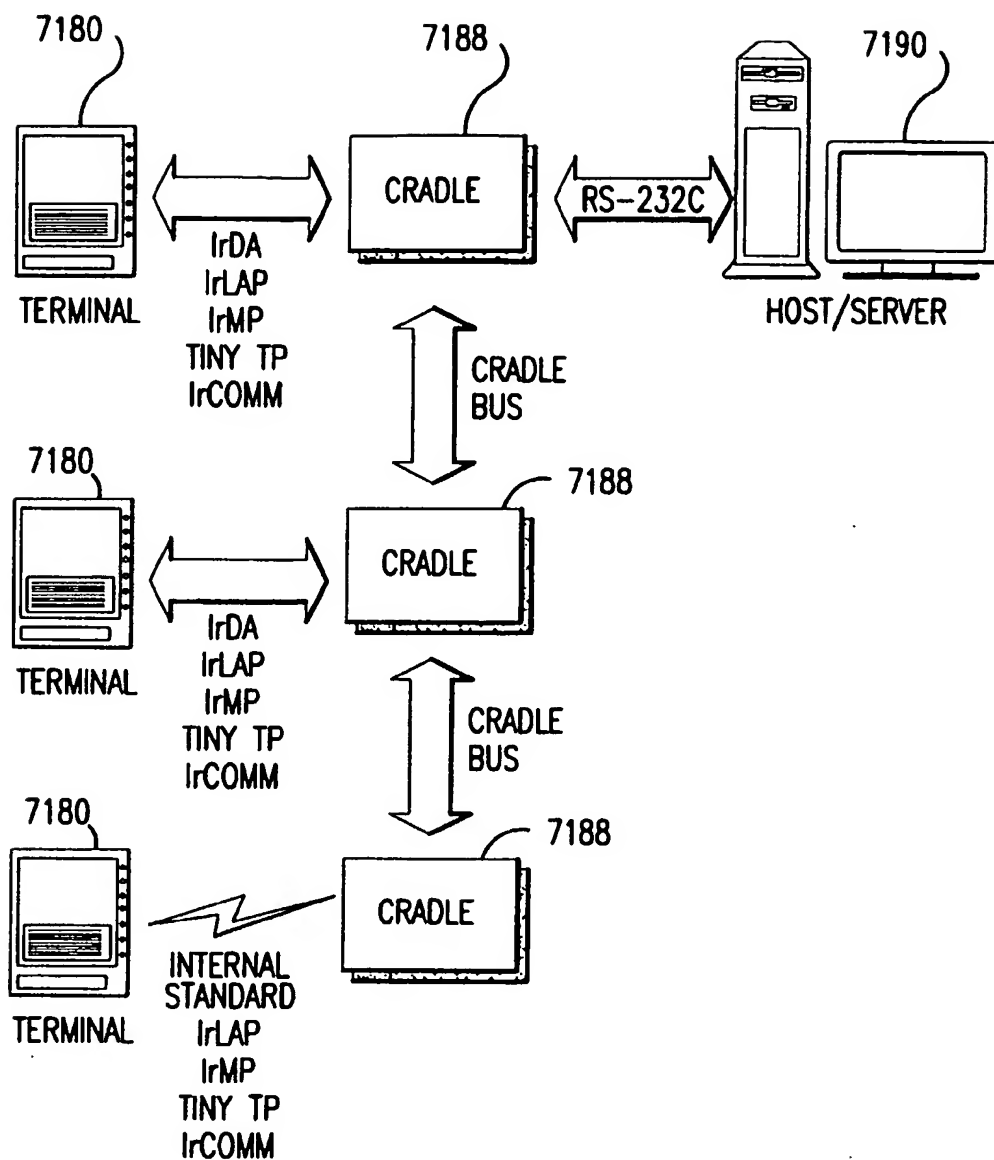 7180
7188
7190
CRADLE
RS-232C
TERMINAL
IrDA
IrLAP
IrMP
TINY TP
IrCOMM
HOST/SERVER
CRADLE
BUS
7180
7188
CRADLE
TERMINAL
IrDA
IrLAP
IrMP
TINY TP
IrCOMM
CRADLE
BUS
7180
7188
CRADLE
TERMINAL
INTERNAL
STANDARD
IrLAP
IrMP
TINY TP
IrCOMM